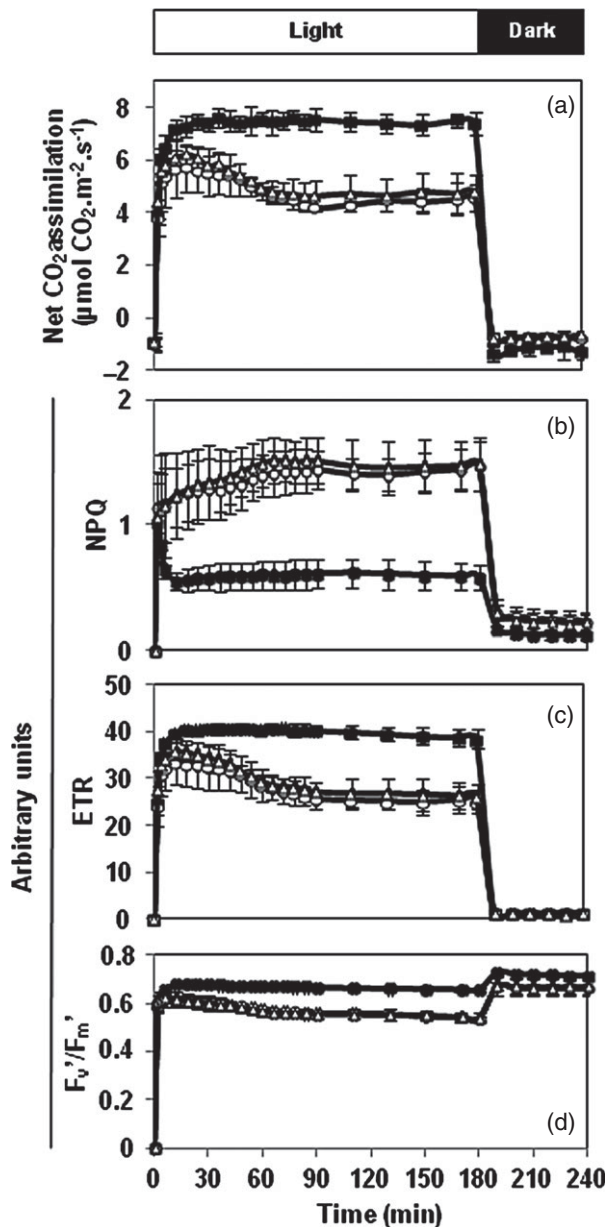 Light Dark
(a)
Net CO2assimilation
(µmol CO2.m-2.s-1)
8
6
4
2
0
–2
(b)
NPQ
2
1
0
Arbitrary units
(c)
ETR
50
40
30
20
10
0
(d)
Fv'/Fm'
0.8
0.6
0.4
0.2
0
0 30 60 90 120 150 180 210 240
Time (min)